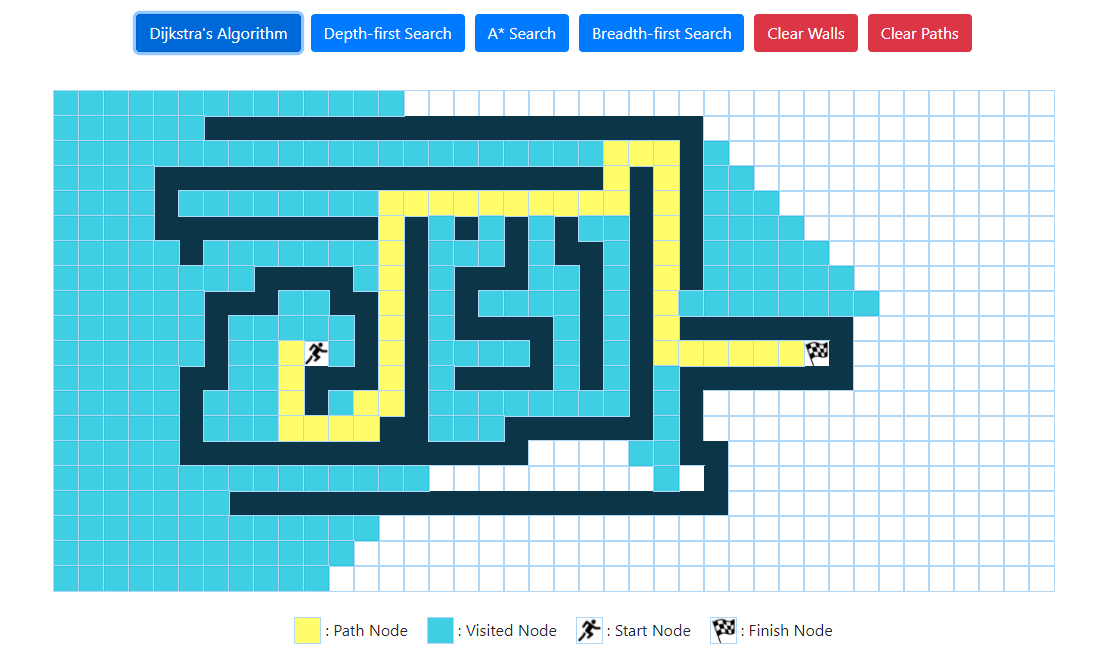 Dijkstra's Algorithm Depth-first Search A* Search Breadth-first Search Clear Walls Clear Paths
: Path Node : Visited Node : Start Node : Finish Node